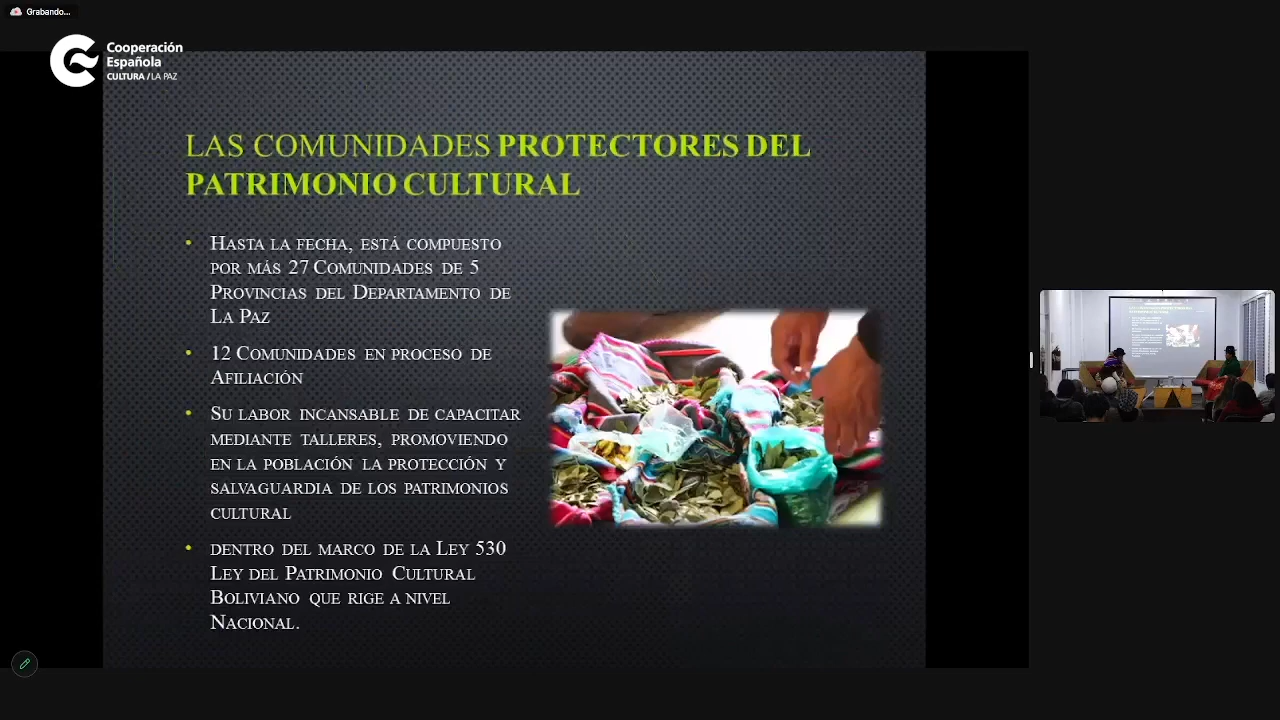 Grabando...
Cooperación
Española
CULTURA / LA PAZ
LAS COMUNIDADES PROTECTORES DEL
PATRIMONIO CULTURAL
• HASTA LA FECHA, ESTÁ COMPUESTO
POR MÁS 27 COMUNIDADES DE 5
PROVINCIAS DEL DEPARTAMENTO DE
LA PAZ
• 12 COMUNIDADES EN PROCESO DE
AFILIACIÓN
• SU LABOR INCANSABLE DE CAPACITAR
MEDIANTE TALLERES, PROMOVIENDO
EN LA POBLACIÓN LA PROTECCIÓN Y
SALVAGUARDIA DE LOS PATRIMONIOS
CULTURAL
• DENTRO DEL MARCO DE LA LEY 530
LEY DEL PATRIMONIO CULTURAL
BOLIVIANO QUE RIGE A NIVEL
NACIONAL.